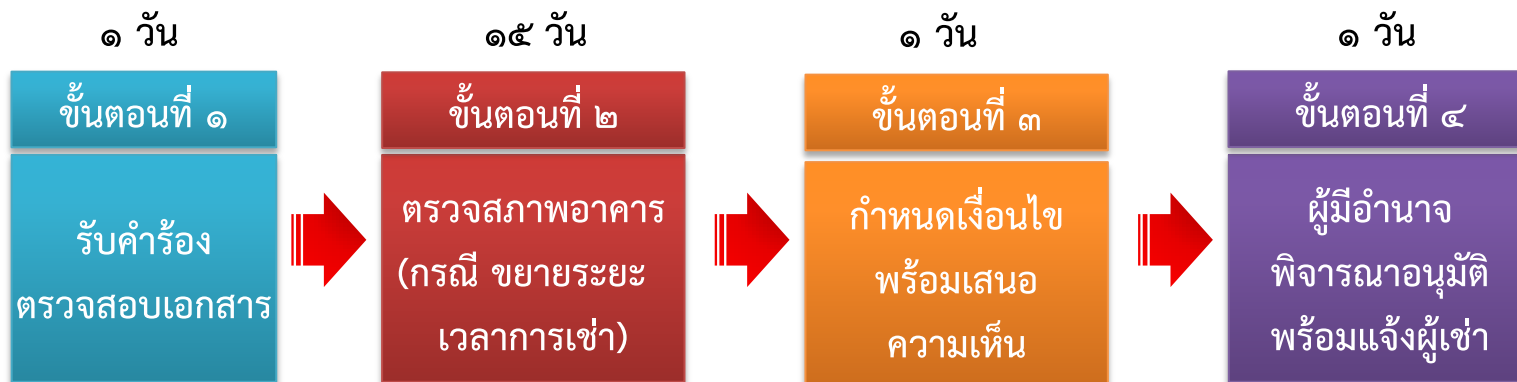 ๑ วัน
ขั้นตอนที่ ๑
รับคำร้อง
ตรวจสอบเอกสาร
๑๕ วัน
ขั้นตอนที่ ๒
ตรวจสภาพอาคาร
(กรณี ขยายระยะ
เวลาการเช่า)
๑ วัน
ขั้นตอนที่ ๓
กำหนดเงื่อนไข
พร้อมเสนอ
ความเห็น
๑ วัน
ขั้นตอนที่ ๔
ผู้มีอำนาจ
พิจารณาอนุมัติ
พร้อมแจ้งผู้เช่า